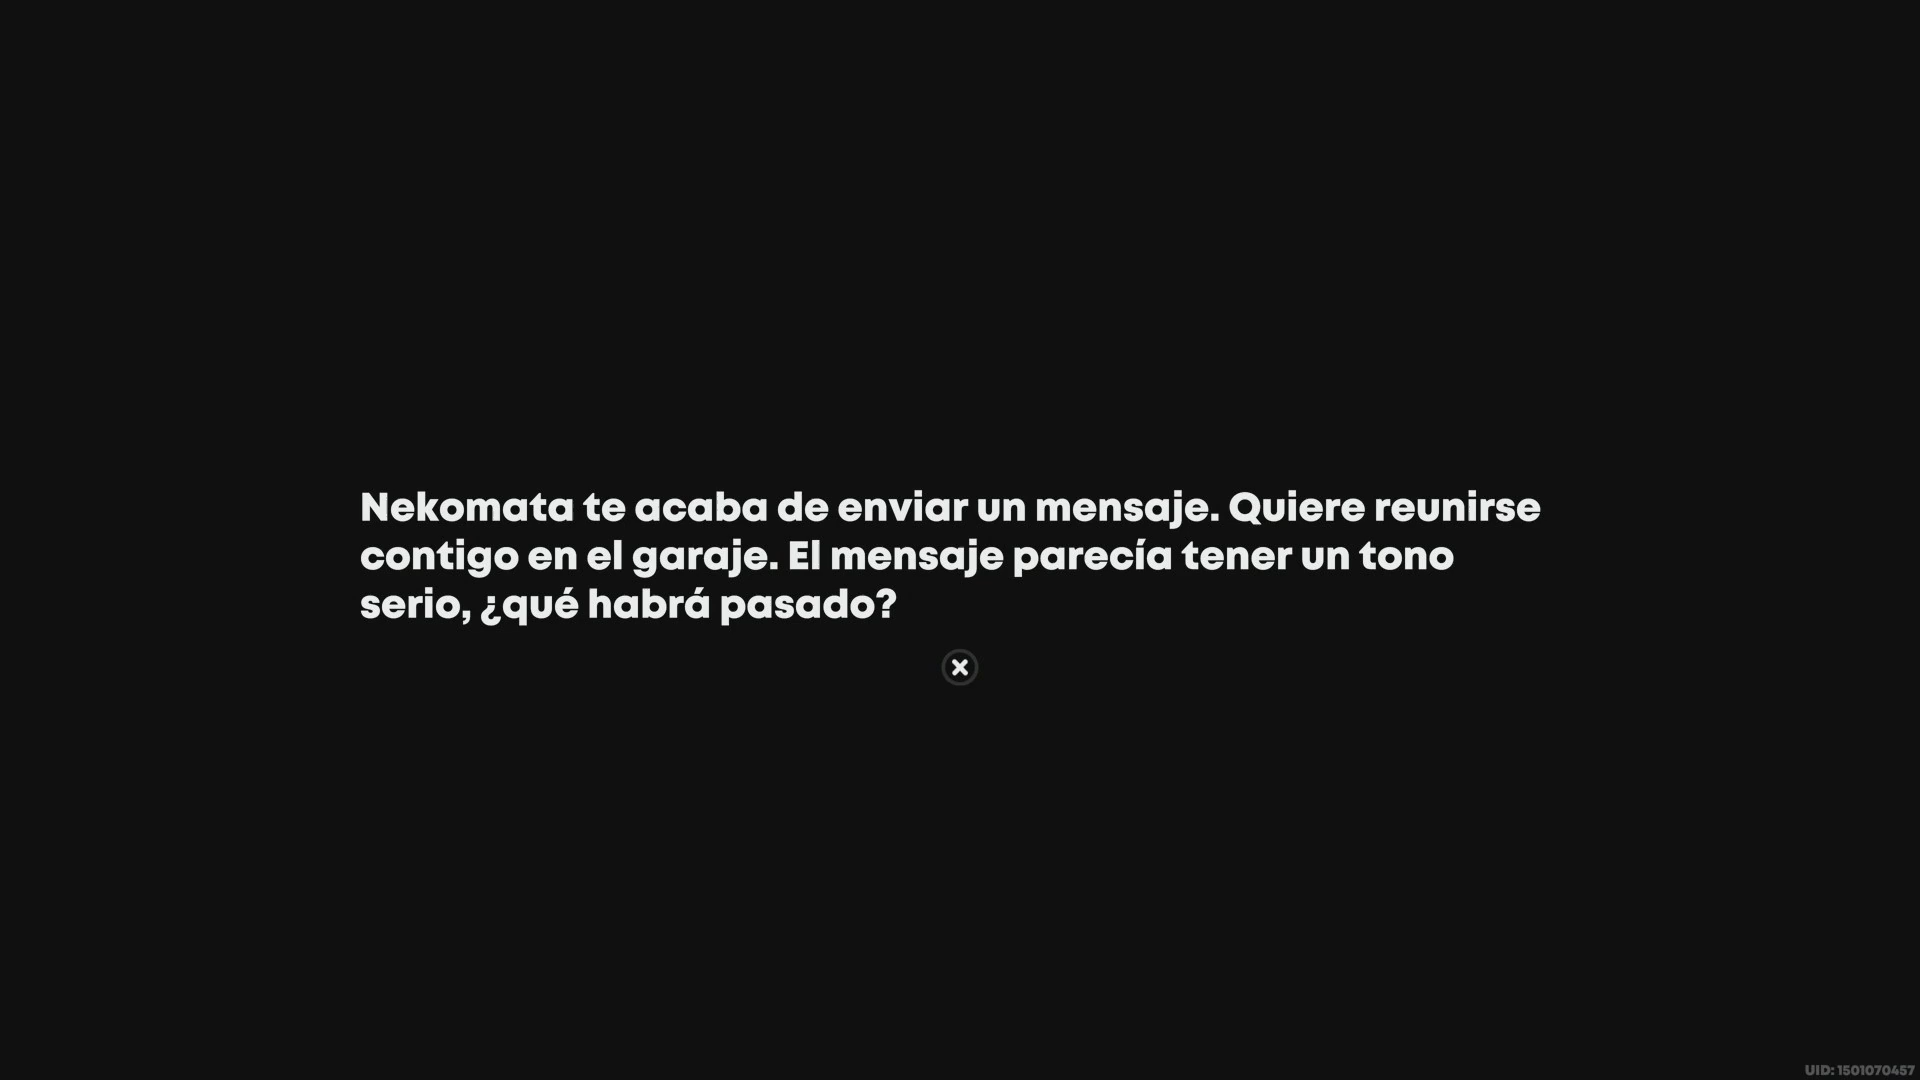 Nekomata te acaba de enviar un mensaje. Quiere reunirse
contigo en el garaje. El mensaje parecía tener un tono
serio, ¿qué habrá pasado?
UID: 1501070457